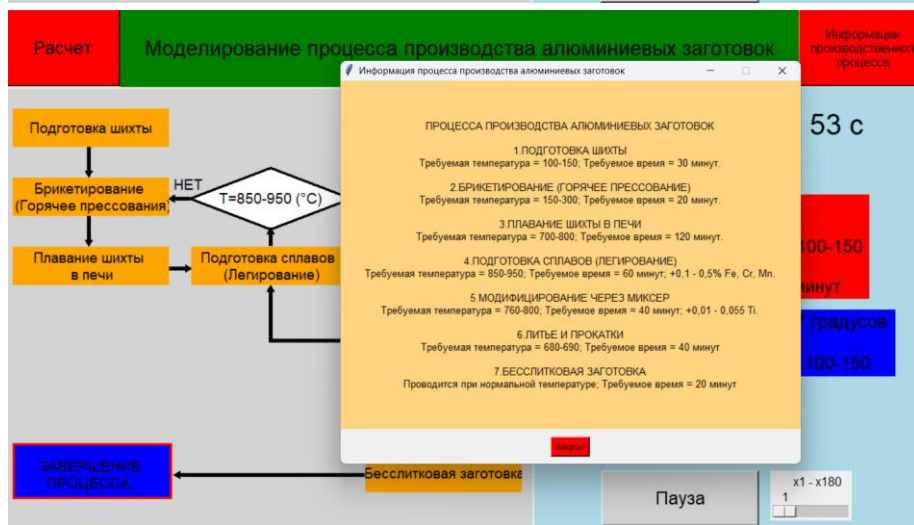 Расчет
Моделирование процесса производства алюминиевых заготовок
Информации
производственного
процесса
Подготовка шихты
Брикетирование
(Горячее прессования)
НЕТ
T=850-950 (°C)
Плавание шихты
в печи
Подготовка сплавов
(Легирование)
ЗАВЕРШЕНИЕ
ПРОЦЕССА
Бесслитковая заготовка
Информация процесса производства алюминиевых заготовок
ПРОЦЕССА ПРОИЗВОДСТВА АЛЮМИНИЕВЫХ ЗАГОТОВОК
1.ПОДГОТОВКА ШИХТЫ
Требуемая температура = 100-150; Требуемое время = 30 минут.
2.БРИКЕТИРОВАНИЕ (ГОРЯЧЕЕ ПРЕССОВАНИЕ)
Требуемая температура = 150-300; Требуемое время = 20 минут.
3.ПЛАВАНИЕ ШИХТЫ В ПЕЧИ
Требуемая температура = 700-800; Требуемое время = 120 минут.
4.ПОДГОТОВКА СПЛАВОВ (ЛЕГИРОВАНИЕ)
Требуемая температура = 850-950; Требуемое время = 60 минут; +0,1 - 0,5% Fe, Cr, Mn.
5.МОДИФИЦИРОВАНИЕ ЧЕРЕЗ МИКСЕР
Требуемая температура = 760-800; Требуемое время = 40 минут; +0,01 - 0,055 Ti.
6.ЛИТЬЕ И ПРОКАТКИ
Требуемая температура = 680-690; Требуемое время = 40 минут
7.БЕССЛИТКОВАЯ ЗАГОТОВКА
Проводится при нормальной температуре; Требуемое время = 20 минут
Закрыт
53 с
100-150
минут
градусов
100-150
Пауза
x1 - x180
1